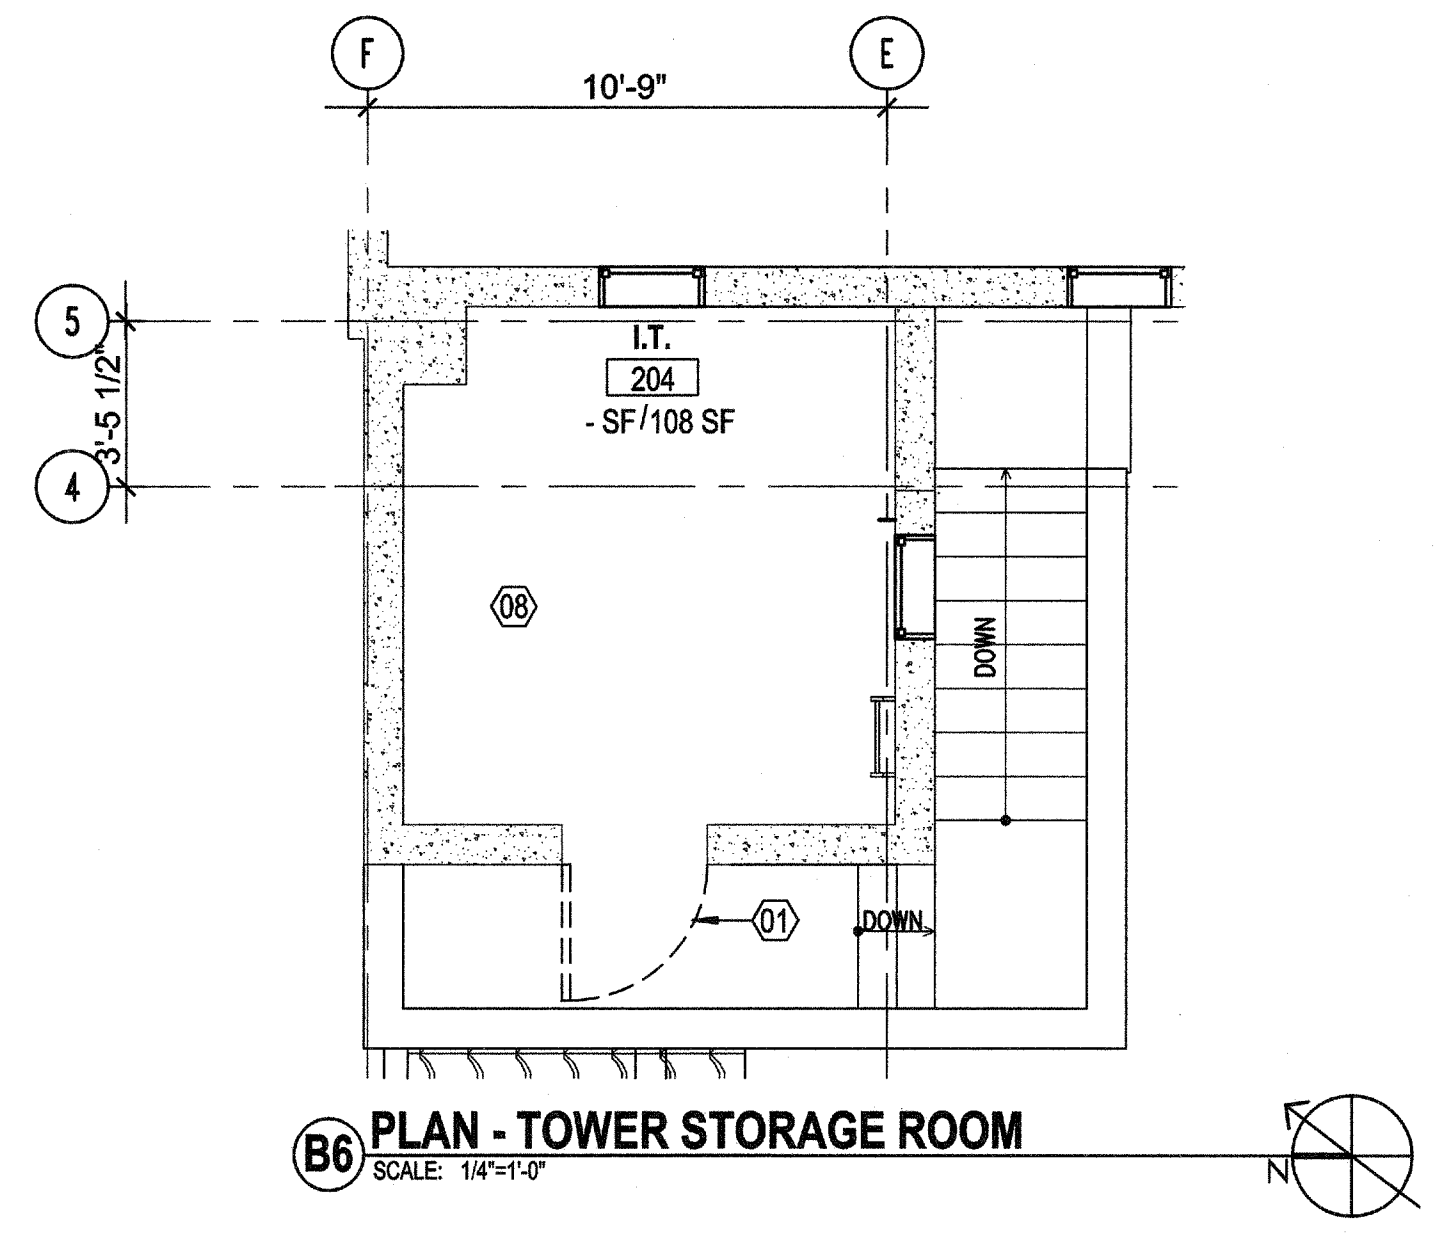 F
E
10'-9"
5
I.T.
3'-5 1/2"
204
- SF/108 SF
4
08
DOWN
01
DOWN
PLAN - TOWER STORAGE ROOM
B6
SCALE: 1/4"=1'-0"
N